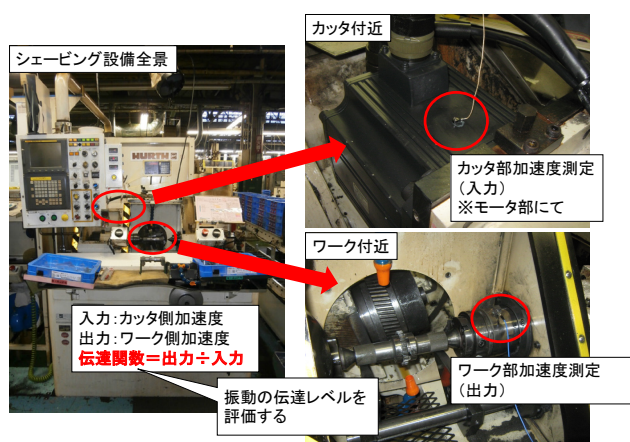 シェービング設備全景
HURTH
入力：カッタ側加速度
出力：ワーク側加速度
伝達関数＝出力÷入力
振動の伝達レベルを
評価する
カッタ付近
カッタ部加速度測定
（入力）
※モータ部にて
ワーク付近
ワーク部加速度測定
（出力）